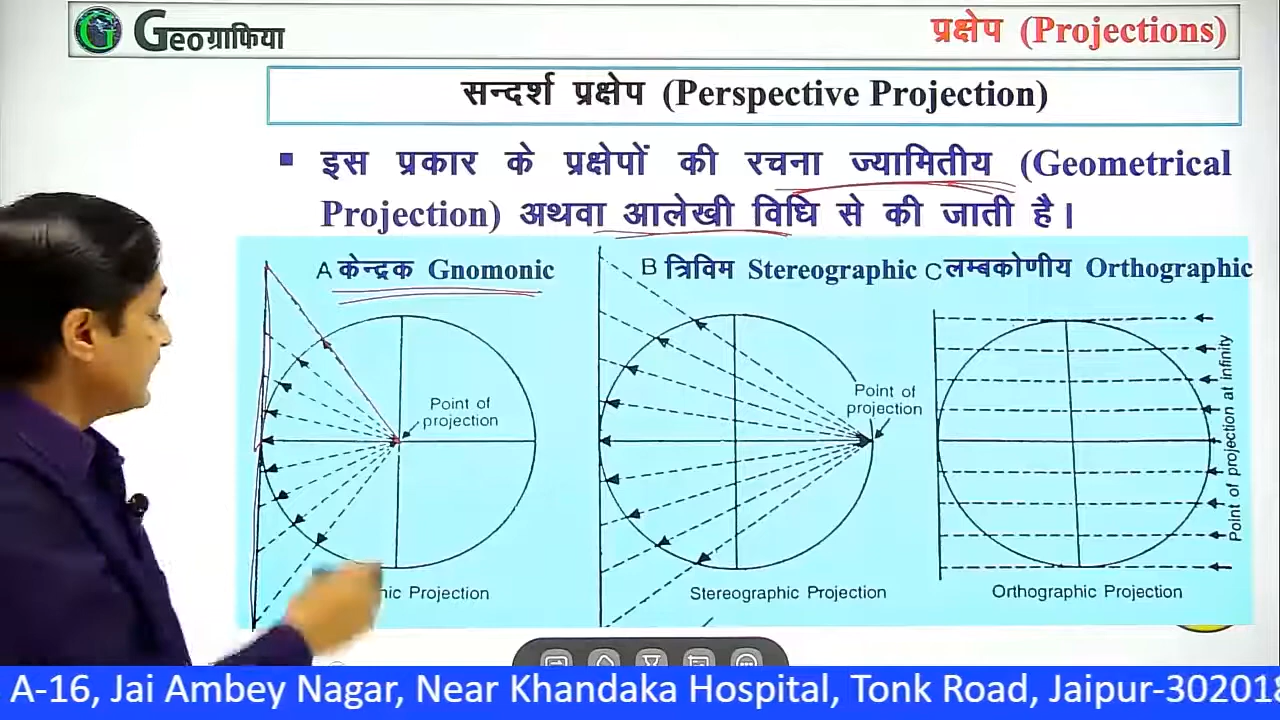 Geoग्राफिया
प्रक्षेप (Projections)
सन्दर्श प्रक्षेप (Perspective Projection)
▪ इस प्रकार के प्रक्षेपों की रचना ज्यामितीय (Geometrical
Projection) अथवा आलेखी विधि से की जाती है।
A केन्द्रक Gnomonic
B त्रिविम Stereographic
C लम्बकोणीय Orthographic
Point of
projection
Point of
projection
Point of projection at infinity
Projection
Stereographic Projection
Orthographic Projection
A-16, Jai Ambey Nagar, Near Khandaka Hospital, Tonk Road, Jaipur-302018